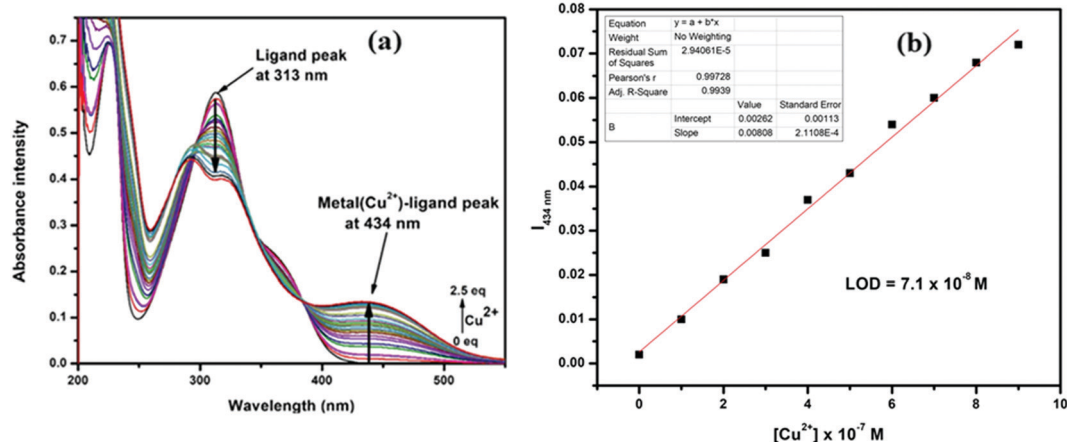 (a)
Ligand peak
at 313 nm
Metal(Cu²⁺)-ligand peak
at 434 nm
2.5 eq
Cu²⁺
0 eq
Absorbance intensity
0.7
0.6
0.5
0.4
0.3
0.2
0.1
0.0
200 300 400 500
Wavelength (nm)
(b)
Equation y = a + b*x
Weight No Weighting
Residual Sum of Squares 2.94061E-5
Pearson's r 0.99728
Adj. R-Square 0.9939
Value Standard Error
B Intercept 0.00262 0.00113
Slope 0.00808 2.1108E-4
LOD = 7.1 x 10⁻⁸ M
I₄₃₄ ₙₘ
0.08
0.07
0.06
0.05
0.04
0.03
0.02
0.01
0.00
0 2 4 6 8 10
[Cu²⁺] x 10⁻⁷ M